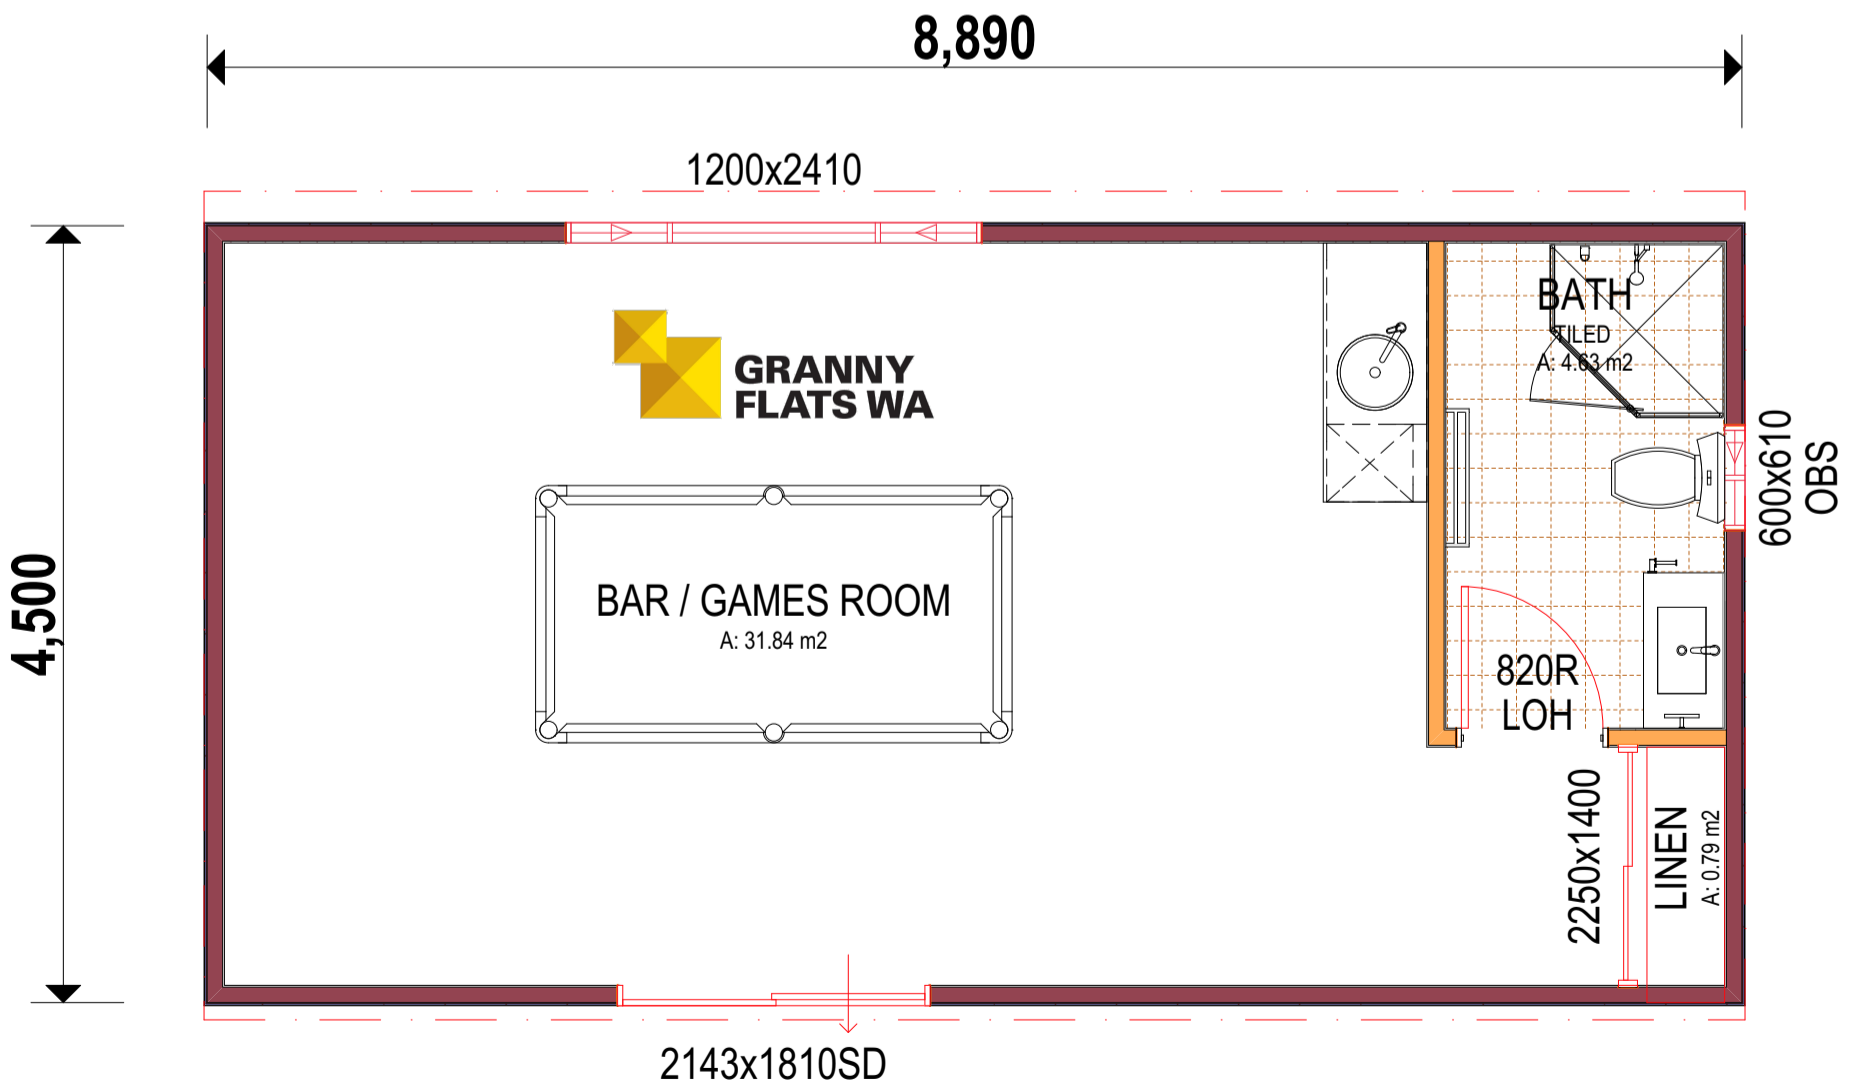 8,890
1200x2410
GRANNY
FLATS WA
BATH
TILED
A: 4.63 m2
600x610
OBS
4,500
BAR / GAMES ROOM
A: 31.84 m2
820R
LOH
2250x1400
LINEN
A: 0.79 m2
2143x1810SD